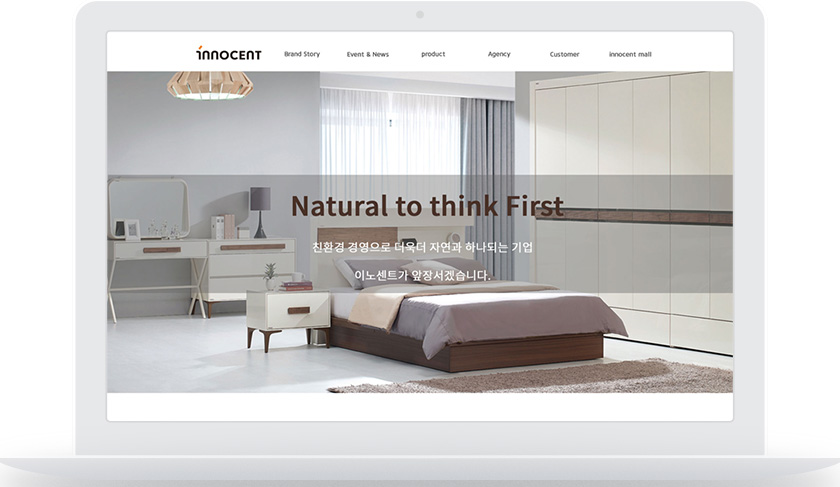 iNNOCENT
Brand Story
Event & News
product
Agency
Customer
innocent mall
Natural to think First
친환경 경영으로 더욱더 자연과 하나되는 기업
이노센트가 앞장서겠습니다.